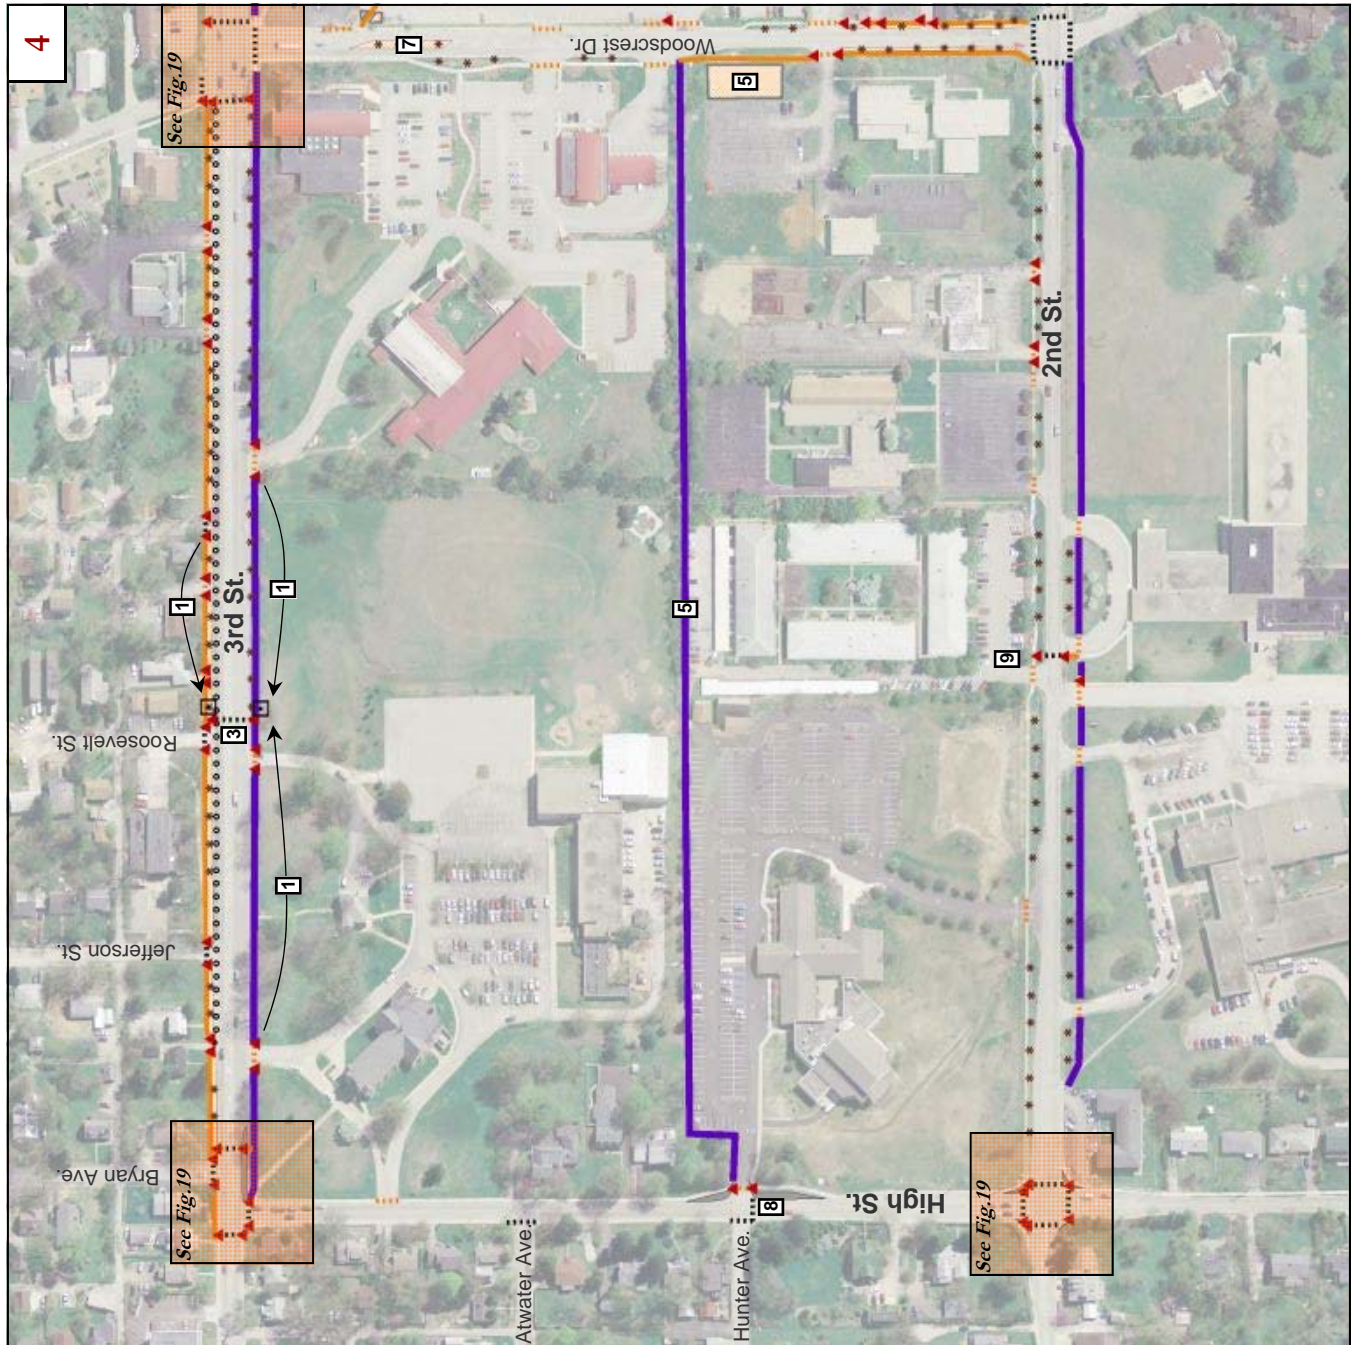 4
See Fig.19
7
Woodscrest Dr.
5
2nd St.
1
3rd St.
1
5
9
Roosevelt St.
3
1
Jefferson St.
Bryan Ave.
See Fig.19
8
High St.
See Fig.19
Atwater Ave.
Hunter Ave.